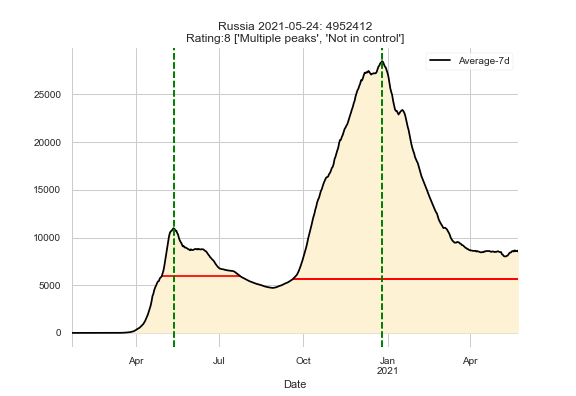 Russia 2021-05-24: 4952412
Rating:8 ['Multiple peaks', 'Not in control']
Average-7d
25000
20000
15000
10000
5000
0
Apr
Jul
Oct
Jan
2021
Apr
Date